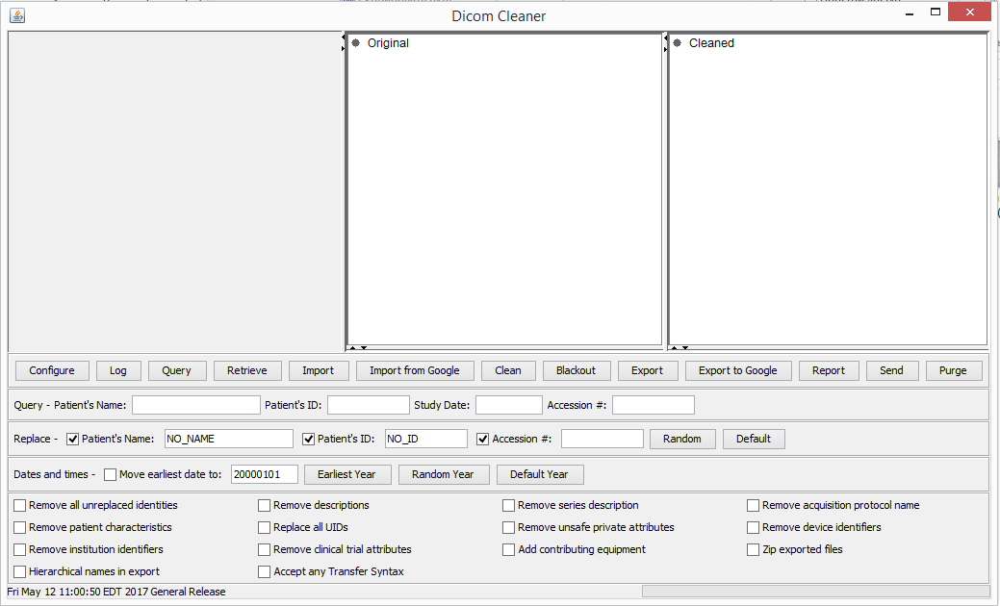 Dicom Cleaner
Original
Cleaned
Configure Log Query Retrieve Import Import from Google Clean Blackout Export Export to Google Report Send Purge
Query - Patient's Name: Patient's ID: Study Date: Accession #:
Replace - Patient's Name: NO_NAME Patient's ID: NO_ID Accession #: Random Default
Dates and times - Move earliest date to: 20000101 Earliest Year Random Year Default Year
Remove all unreplaced identities Remove descriptions Remove series description Remove acquisition protocol name
Remove patient characteristics Replace all UIDs Remove unsafe private attributes Remove device identifiers
Remove institution identifiers Remove clinical trial attributes Add contributing equipment Zip exported files
Hierarchical names in export Accept any Transfer Syntax
Fri May 12 11:00:50 EDT 2017 General Release